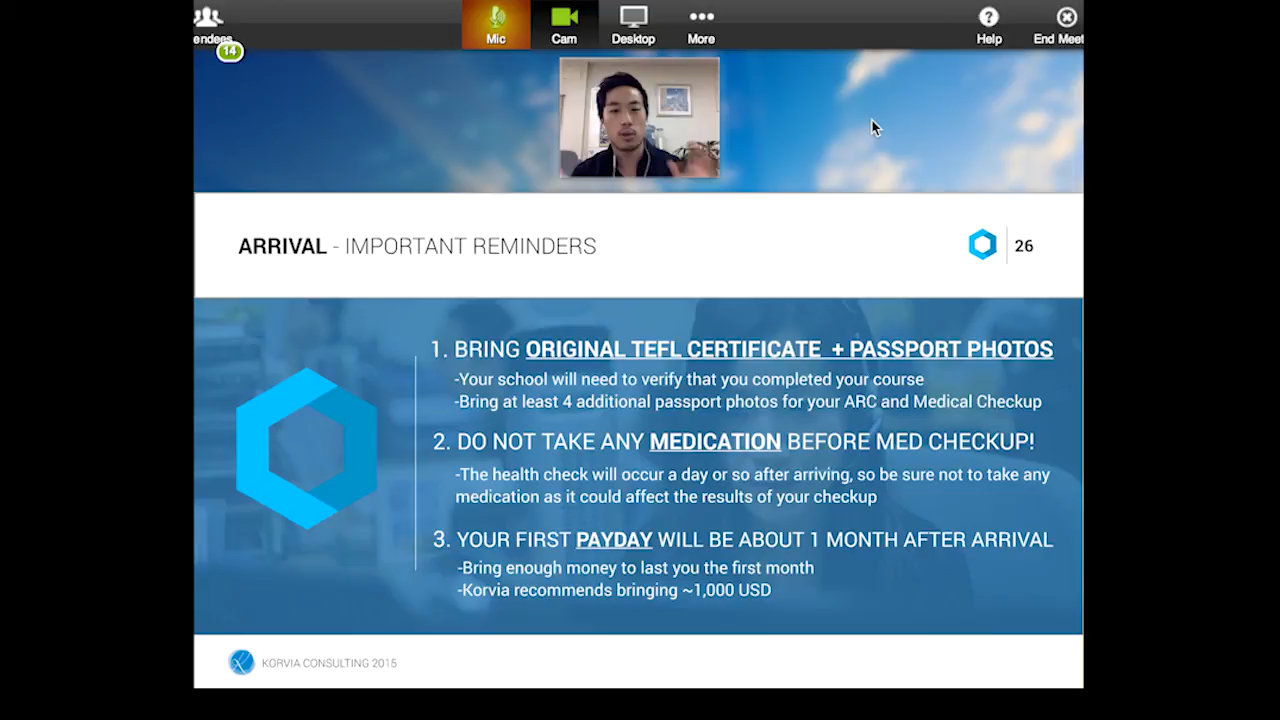 endees
14
Mic
Cam
Desktop
More
Help
End Meet
ARRIVAL - IMPORTANT REMINDERS
26
1. BRING ORIGINAL TEFL CERTIFICATE + PASSPORT PHOTOS
-Your school will need to verify that you completed your course
-Bring at least 4 additional passport photos for your ARC and Medical Checkup
2. DO NOT TAKE ANY MEDICATION BEFORE MED CHECKUP!
-The health check will occur a day or so after arriving, so be sure not to take any
medication as it could affect the results of your checkup
3. YOUR FIRST PAYDAY WILL BE ABOUT 1 MONTH AFTER ARRIVAL
-Bring enough money to last you the first month
-Korvia recommends bringing ~1,000 USD
KORVIA CONSULTING 2015